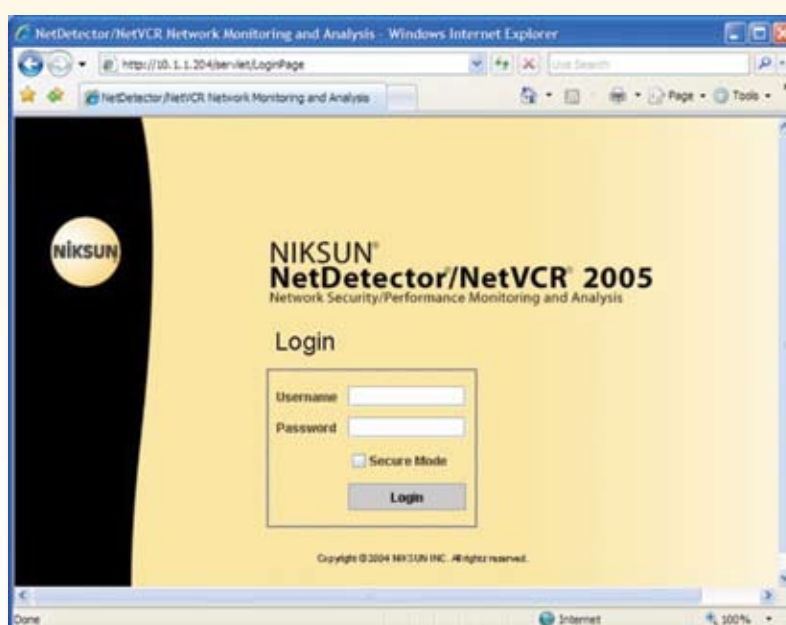 NetDetector/NetVCR Network Monitoring and Analysis - Windows Internet Explorer
http://10.1.1.204/servlet/LoginPage
Live Search
NetDetector/NetVCR Network Monitoring and Analysis
Page
Tools
NIKSUN
NIKSUN®
NetDetector®/NetVCR® 2005
Network Security/Performance Monitoring and Analysis
Login
Username
Password
Secure Mode
Login
Copyright © 2004 NIKSUN INC. All rights reserved.
Done
Internet
100%